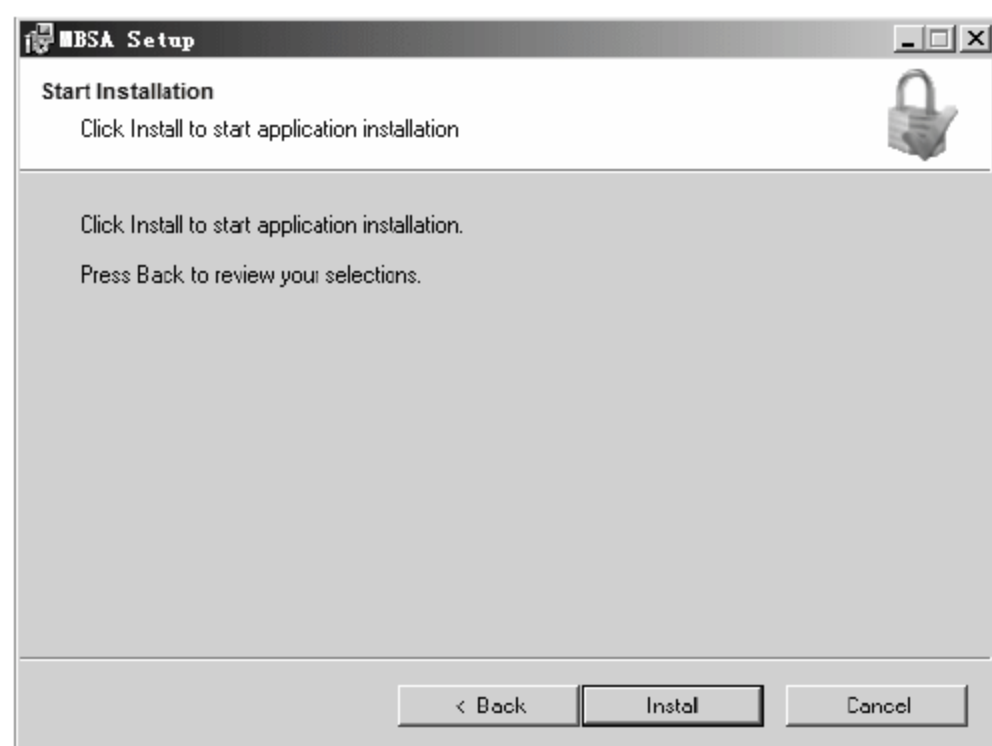 MBSA Setup
Start Installation
Click Install to start application installation
Click Install to start application installation.
Press Back to review your selections.
< Back
Install
Cancel